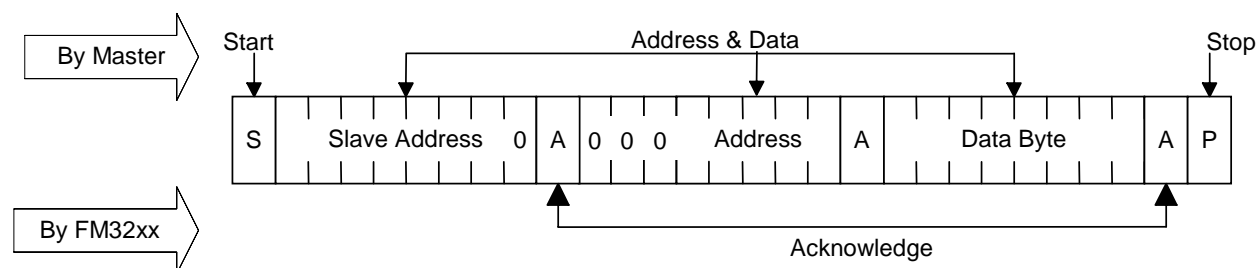 By Master
Start
Address & Data
Stop
S Slave Address 0 A 0 0 0 Address A Data Byte A P
By FM32xx
Acknowledge